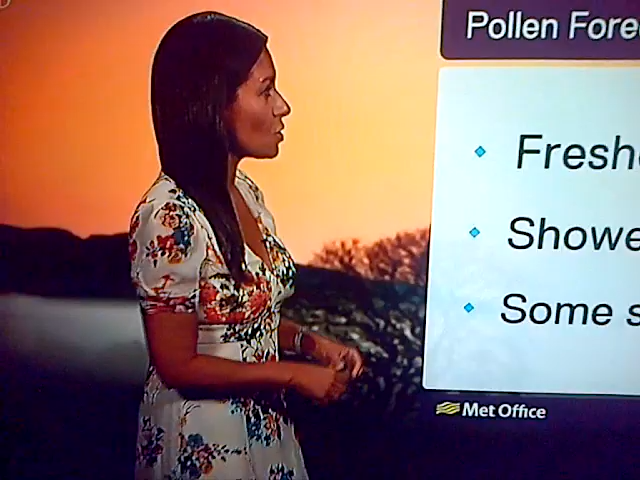 Pollen Fore
Fresh
Showe
Some s
Met Office